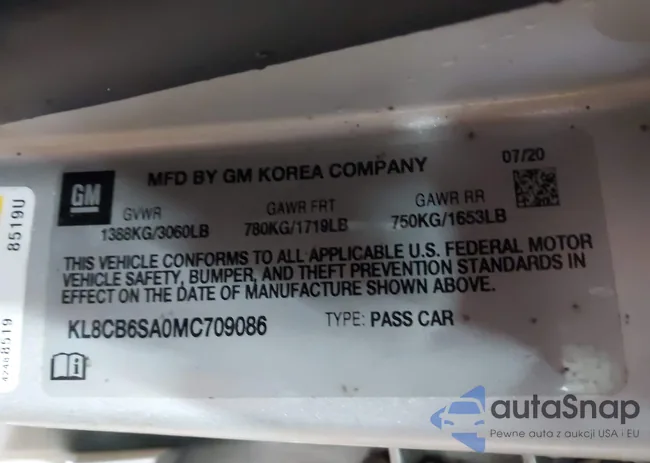 MFD BY GM KOREA COMPANY
07/20
GM
GVWR
GAWR FRT
GAWR RR
1388KG/3060LB
780KG/1719LB
750KG/1653LB
THIS VEHICLE CONFORMS TO ALL APPLICABLE U.S. FEDERAL MOTOR
VEHICLE SAFETY, BUMPER, AND THEFT PREVENTION STANDARDS IN
EFFECT ON THE DATE OF MANUFACTURE SHOWN ABOVE.
KL8CB6SA0MC709086
TYPE: PASS CAR
8519U
42488519
autoSnap
Pewne auta z aukcji USA i EU